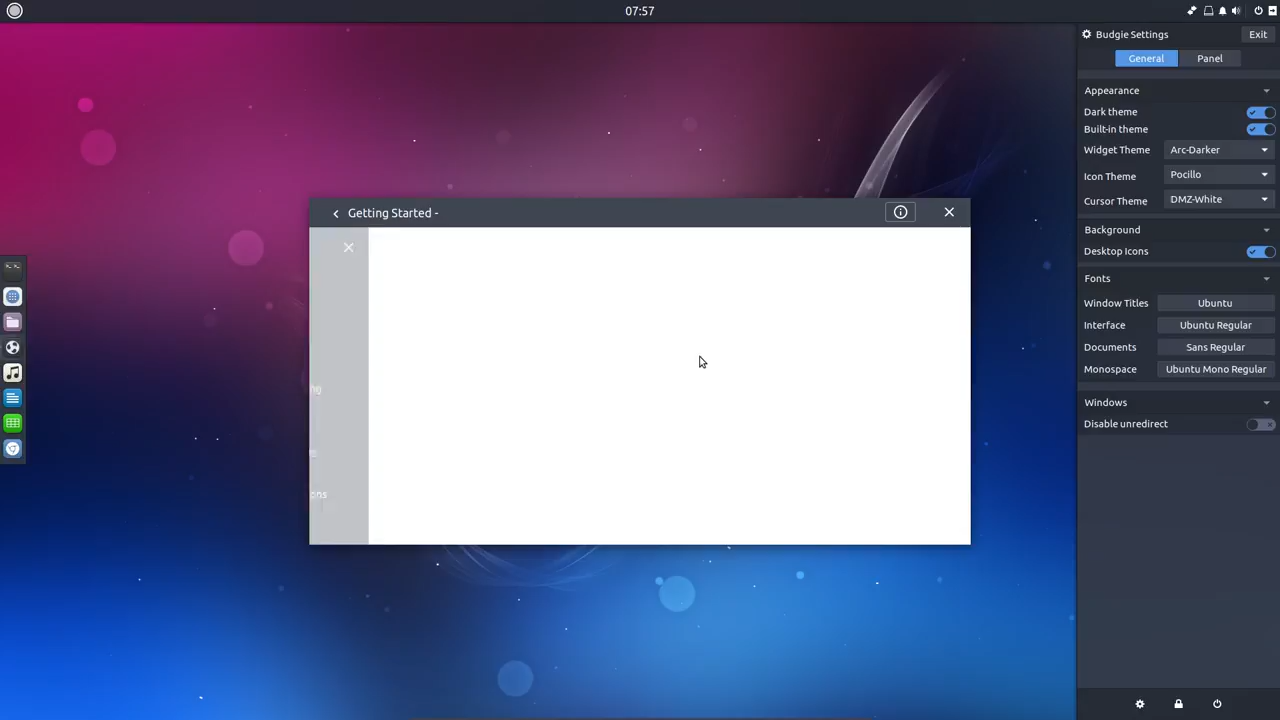 07:57
Budgie Settings
Exit
General
Panel
Appearance
Dark theme
Built-in theme
Widget Theme
Arc-Darker
Icon Theme
Pocillo
Cursor Theme
DMZ-White
Background
Desktop Icons
Fonts
Window Titles
Ubuntu
Interface
Ubuntu Regular
Documents
Sans Regular
Monospace
Ubuntu Mono Regular
Windows
Disable unredirect
Getting Started -
ons